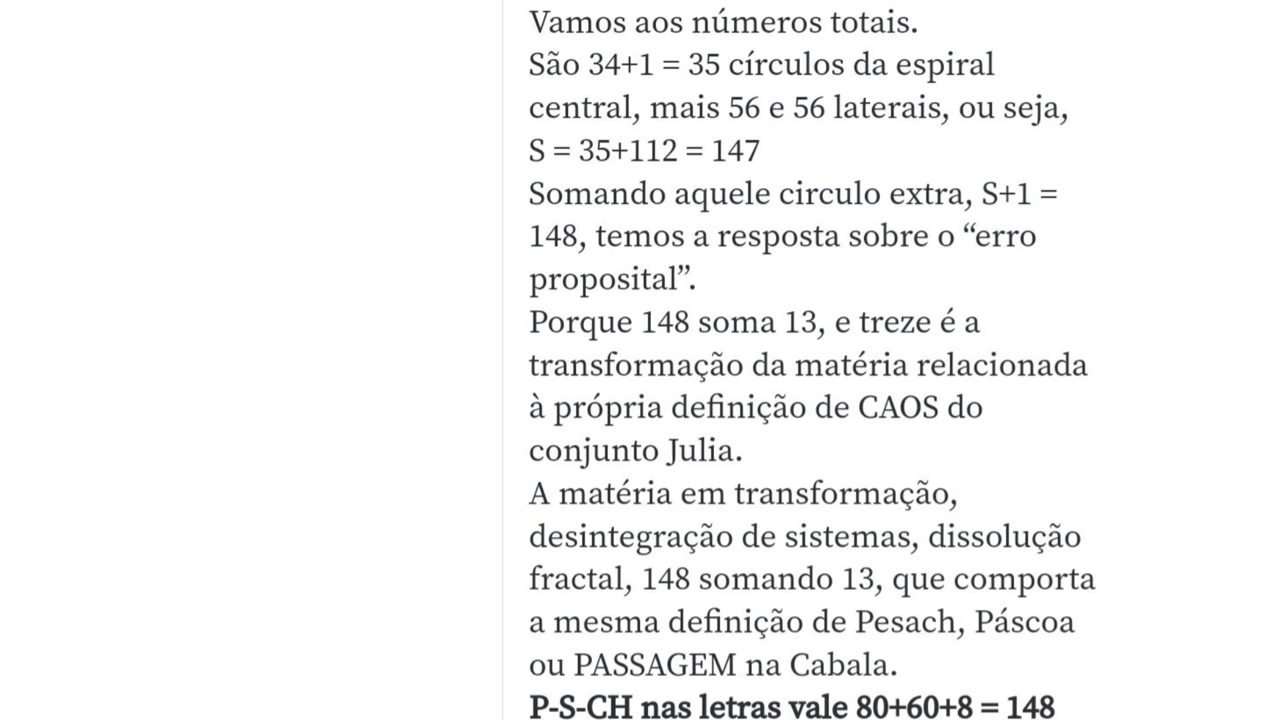 Vamos aos números totais.
São 34+1 = 35 círculos da espiral
central, mais 56 e 56 laterais, ou seja,
S = 35+112 = 147
Somando aquele circulo extra, S+1 =
148, temos a resposta sobre o “erro
proposital”.
Porque 148 soma 13, e treze é a
transformação da matéria relacionada
à própria definição de CAOS do
conjunto Julia.
A matéria em transformação,
desintegração de sistemas, dissolução
fractal, 148 somando 13, que comporta
a mesma definição de Pesach, Páscoa
ou PASSAGEM na Cabala.
P-S-CH nas letras vale 80+60+8 = 148